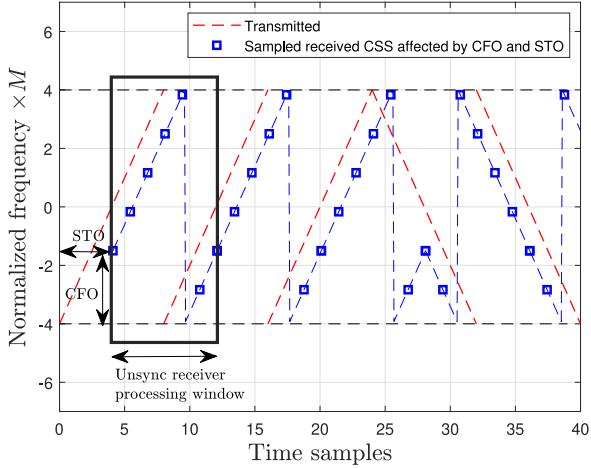 Transmitted
Sampled received CSS affected by CFO and STO
Normalized frequency ×M
6
4
2
0
-2
-4
-6
STO
CFO
Unsync receiver
processing window
0 5 10 15 20 25 30 35 40
Time samples